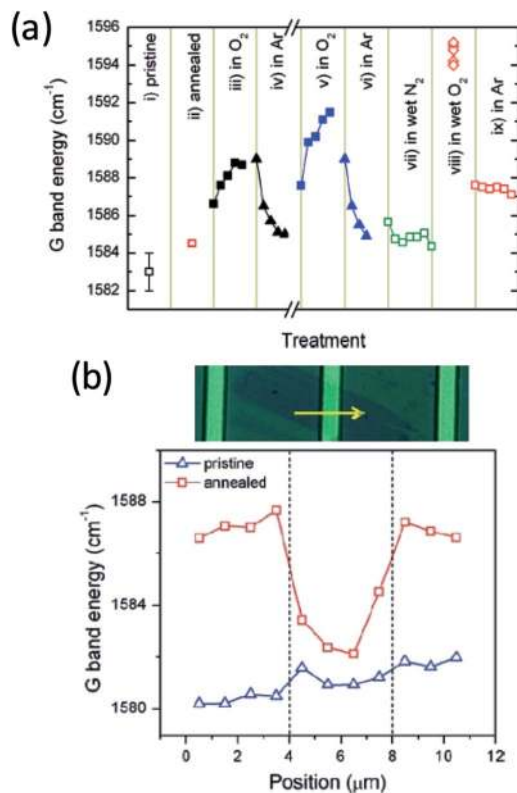 (a)
G band energy (cm⁻¹)
1596
1594
1592
1590
1588
1586
1584
1582
i) pristine
ii) annealed
iii) in O₂
iv) in Ar
v) in O₂
vi) in Ar
vii) in wet N₂
viii) in wet O₂
ix) in Ar
Treatment
(b)
pristine
annealed
G band energy (cm⁻¹)
1588
1584
1580
0 2 4 6 8 10 12
Position (μm)